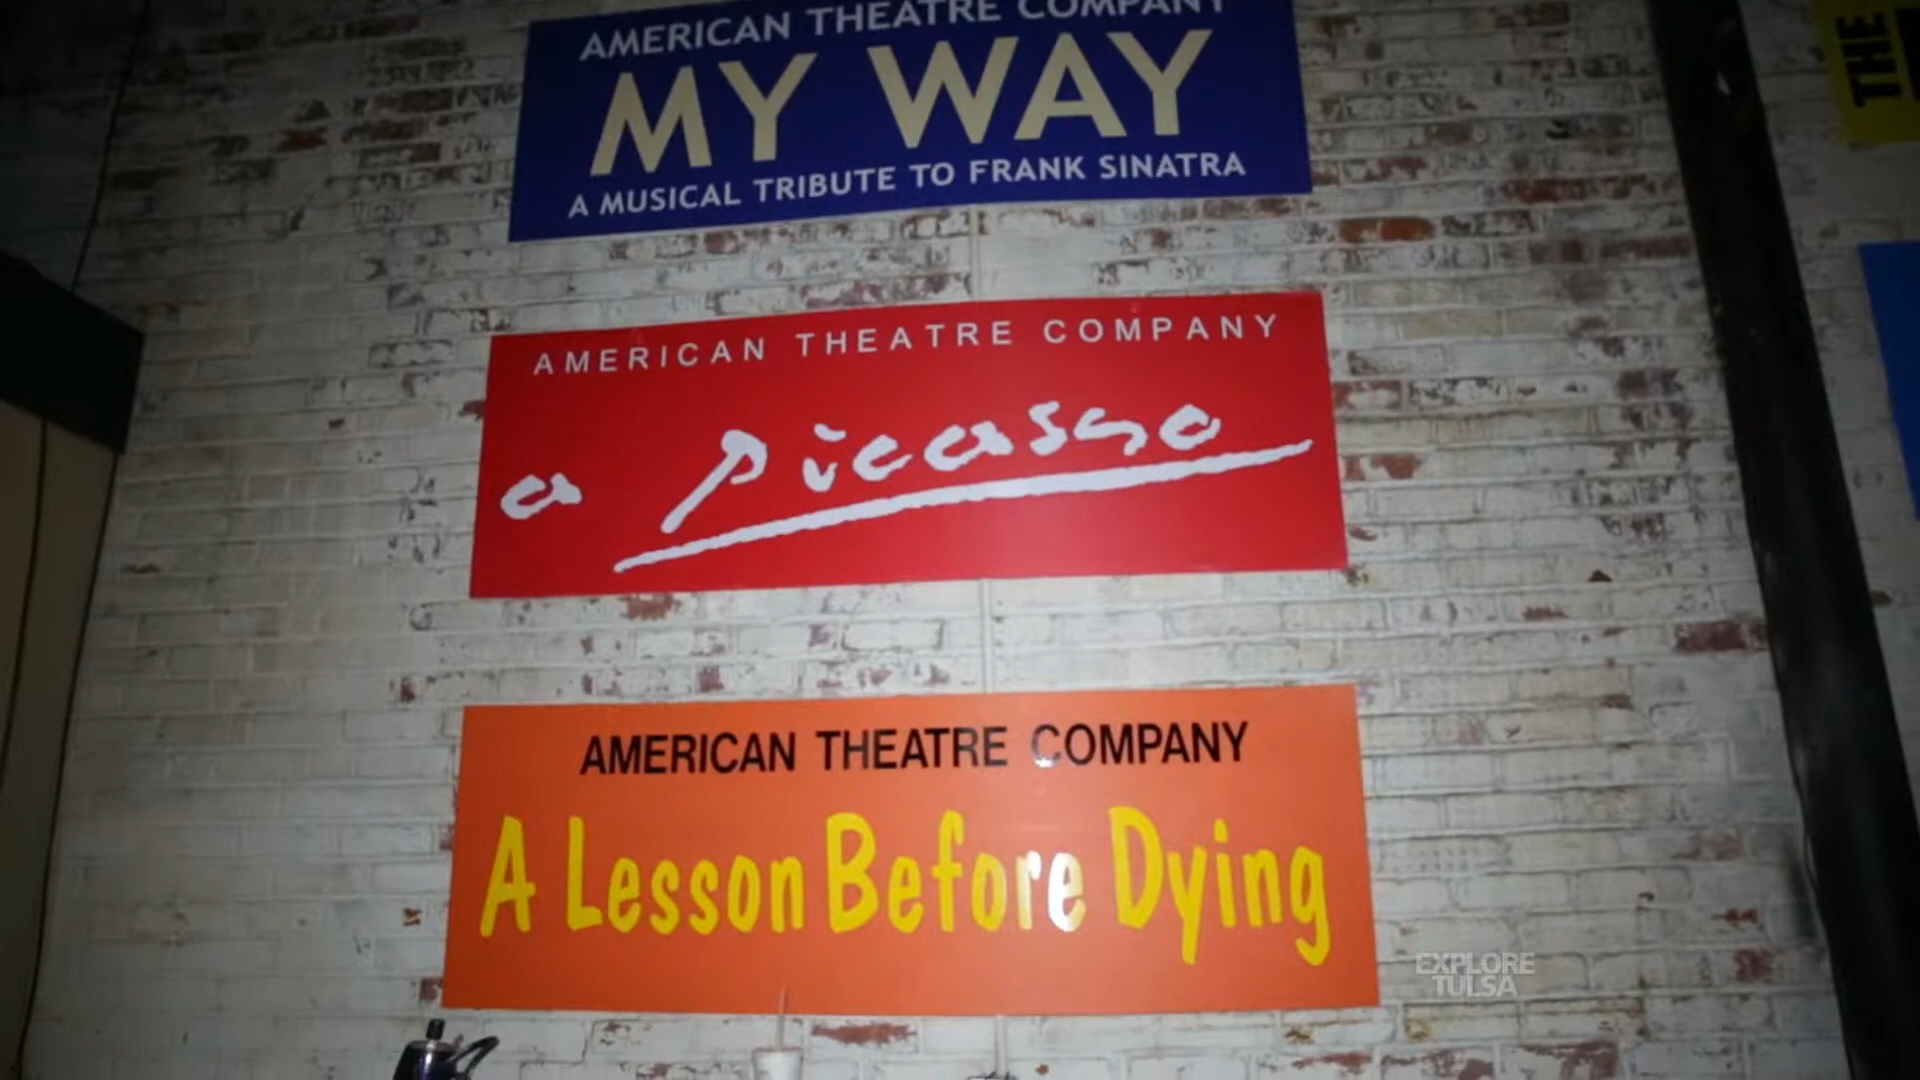 AMERICAN THEATRE COMPANY
MY WAY
A MUSICAL TRIBUTE TO FRANK SINATRA
AMERICAN THEATRE COMPANY
a Picasso
AMERICAN THEATRE COMPANY
A Lesson Before Dying
THE
EXPLORE
TULSA